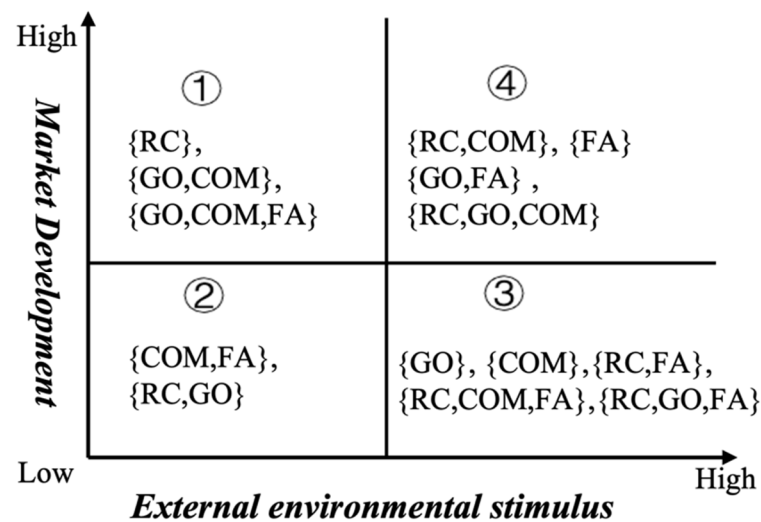 High
Market Development
①
{RC},
{GO,COM},
{GO,COM,FA}
④
{RC,COM}, {FA}
{GO,FA} ,
{RC,GO,COM}
②
{COM,FA},
{RC,GO}
③
{GO}, {COM},{RC,FA},
{RC,COM,FA},{RC,GO,FA}
Low
High
External environmental stimulus